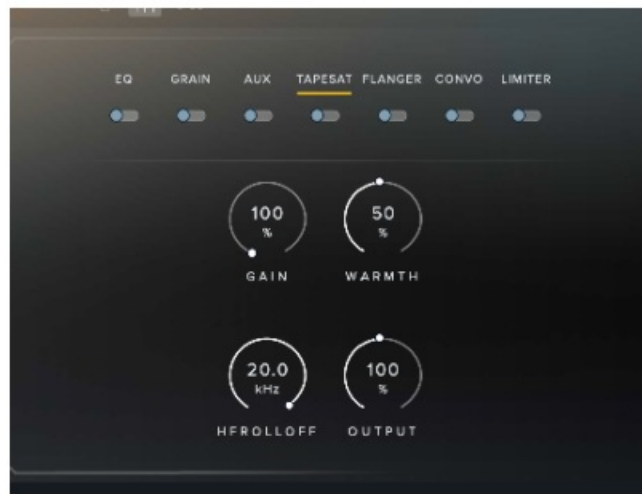 EQ GRAIN AUX TAPESAT FLANGER CONVO LIMITER
100 50
% %
GAIN WARMTH
20.0 100
kHz %
HFROLLOFF OUTPUT